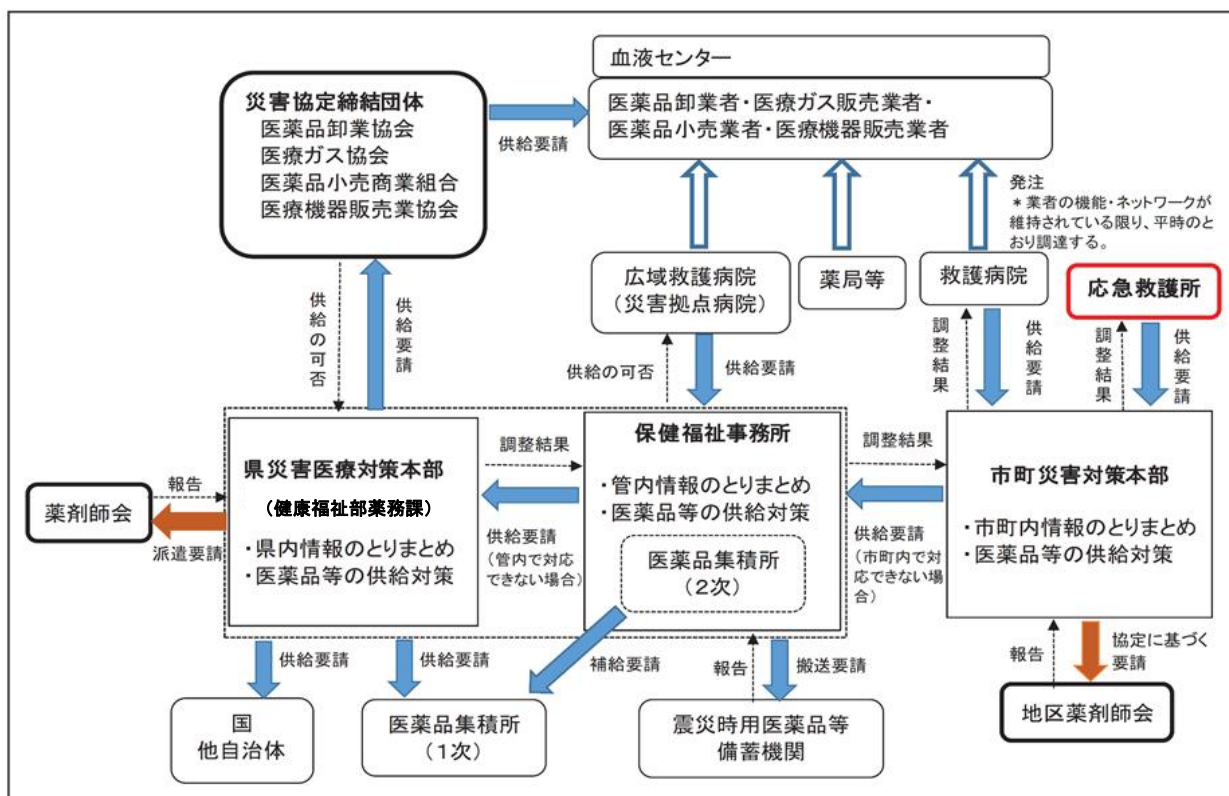 血液センター
医薬品卸業者・医療ガス販売業者・
医薬品小売業者・医療機器販売業者
災害協定締結団体
医薬品卸業協会
医療ガス協会
医薬品小売商業組合
医療機器販売業協会
供給要請
発注
＊業者の機能・ネットワークが
維持されている限り、平時のと
おり調達する。
広域救護病院
（災害拠点病院）
薬局等
救護病院
応急救護所
供給の可否
供給要請
供給の可否
供給要請
調整結果
供給要請
調整結果
供給要請
県災害医療対策本部
（健康福祉部薬務課）
・県内情報のとりまとめ
・医薬品等の供給対策
調整結果
供給要請
（管内で対応
できない場合）
保健福祉事務所
・管内情報のとりまとめ
・医薬品等の供給対策
医薬品集積所
（２次）
調整結果
供給要請
（市町内で対
応できない場
合）
市町災害対策本部
・市町内情報のとりまとめ
・医薬品等の供給対策
薬剤師会
報告
派遣要請
供給要請
供給要請
補給要請
報告
搬送要請
報告
協定に基づく
要請
国
他自治体
医薬品集積所
（１次）
震災時用医薬品等
備蓄機関
地区薬剤師会